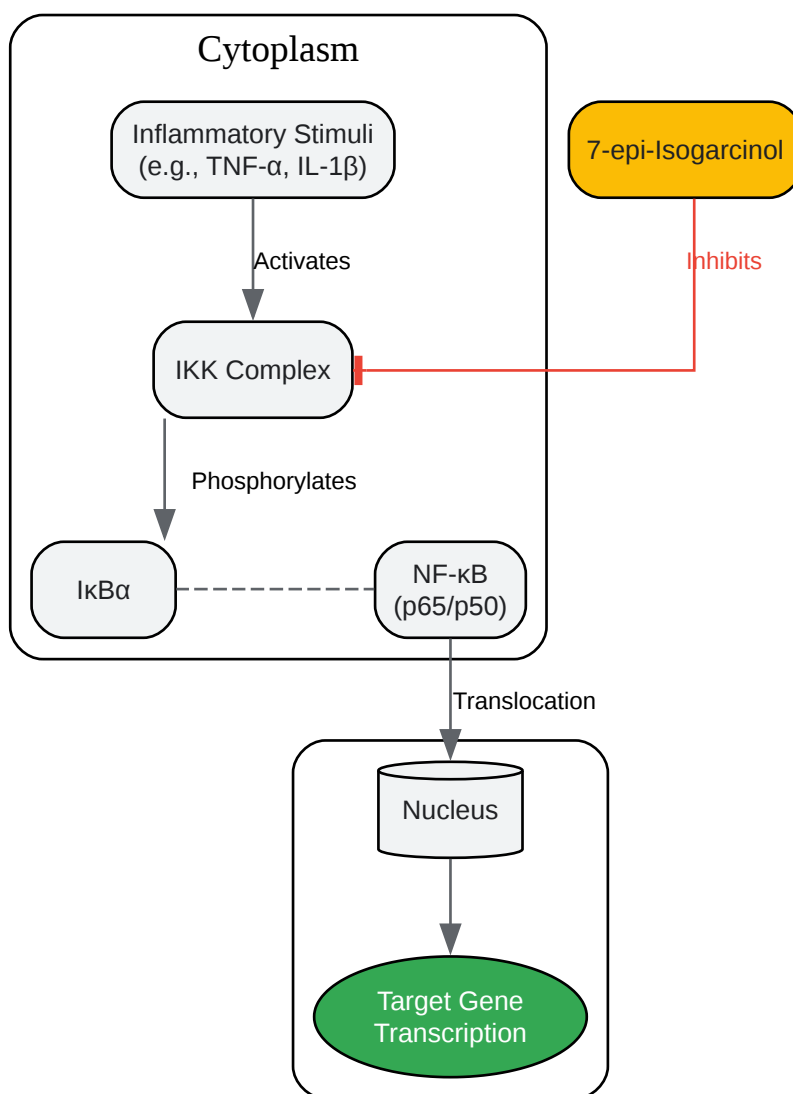 Cytoplasm
Inflammatory Stimuli
(e.g., TNF-α, IL-1β)
7-epi-Isogarcinol
Activates
Inhibits
IKK Complex
Phosphorylates
IκBα
NF-κB
(p65/p50)
Translocation
Nucleus
Target Gene
Transcription